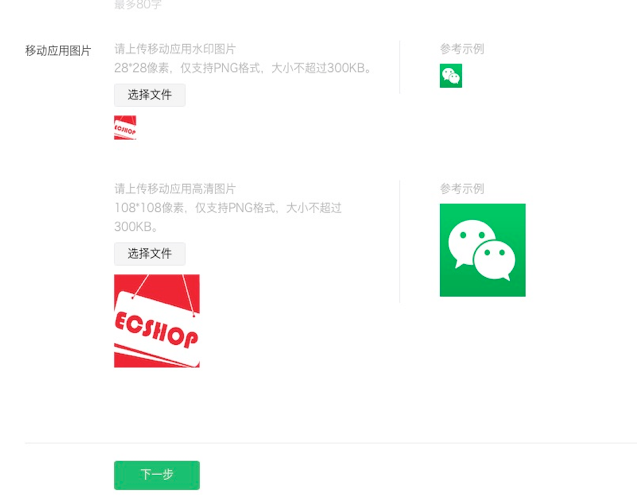 最多80字
移动应用图片
请上传移动应用水印图片
28*28像素，仅支持PNG格式，大小不超过300KB。
选择文件
ECSHOP
参考示例
请上传移动应用高清图片
108*108像素，仅支持PNG格式，大小不超过
300KB。
选择文件
ECSHOP
参考示例
下一步